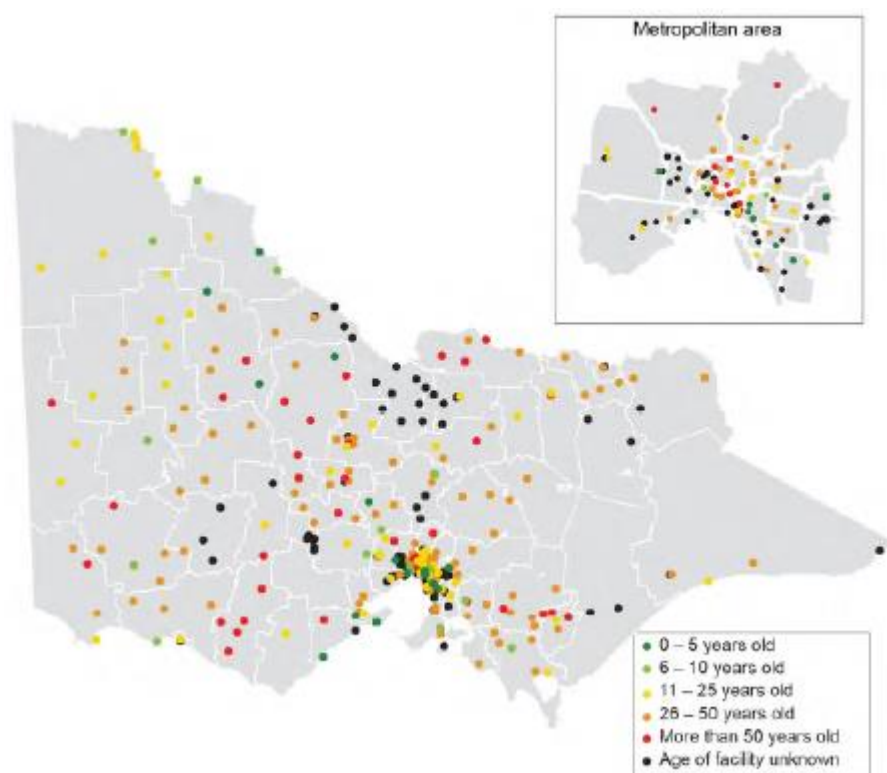 Metropolitan area
0 – 5 years old
6 – 10 years old
11 – 25 years old
26 – 50 years old
More than 50 years old
Age of facility unknown